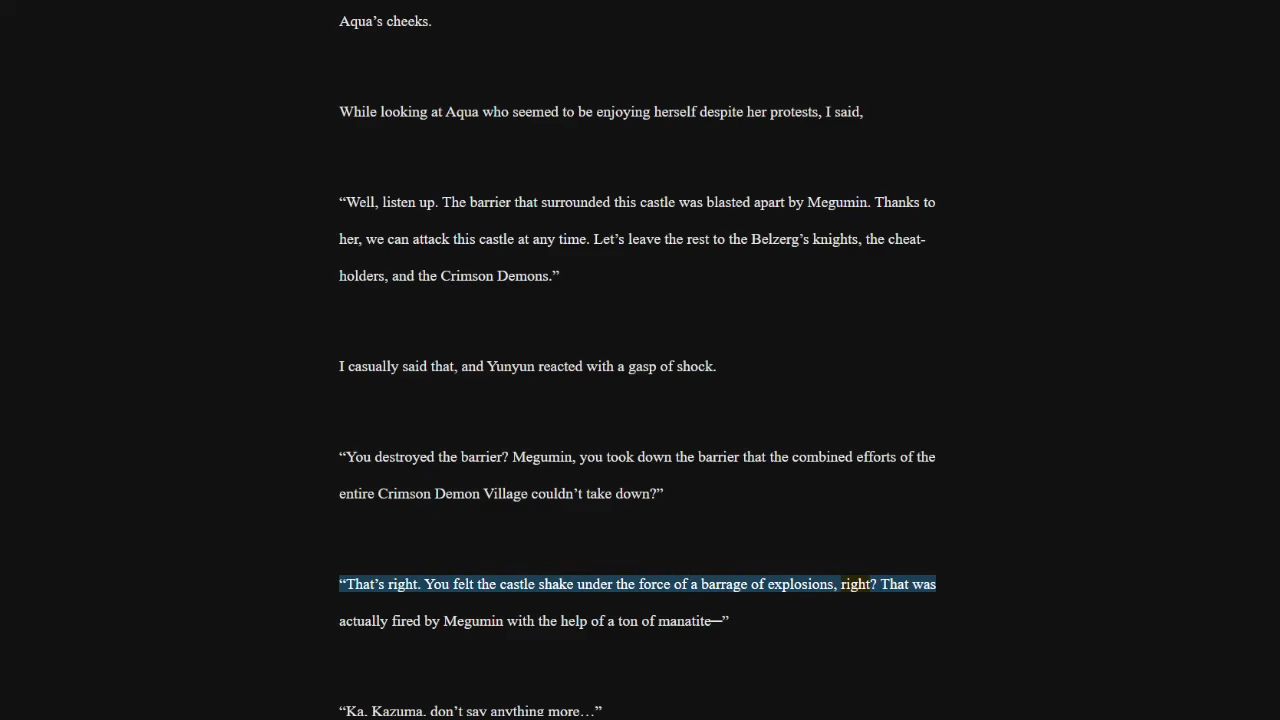 Aqua’s cheeks.
While looking at Aqua who seemed to be enjoying herself despite her protests, I said,
“Well, listen up. The barrier that surrounded this castle was blasted apart by Megumin. Thanks to
her, we can attack this castle at any time. Let’s leave the rest to the Belzerg’s knights, the cheat-
holders, and the Crimson Demons.”
I casually said that, and Yunyun reacted with a gasp of shock.
“You destroyed the barrier? Megumin, you took down the barrier that the combined efforts of the
entire Crimson Demon Village couldn’t take down?”
“That’s right. You felt the castle shake under the force of a barrage of explosions, right? That was
actually fired by Megumin with the help of a ton of manatite—”
“Ka, Kazuma, don’t say anything more…”